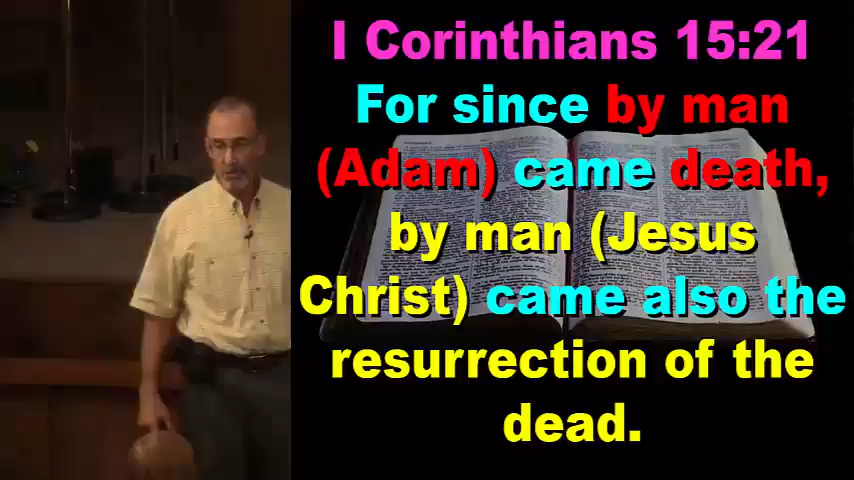 I Corinthians 15:21
For since by man
(Adam) came death,
by man (Jesus
Christ) came also the
resurrection of the
dead.